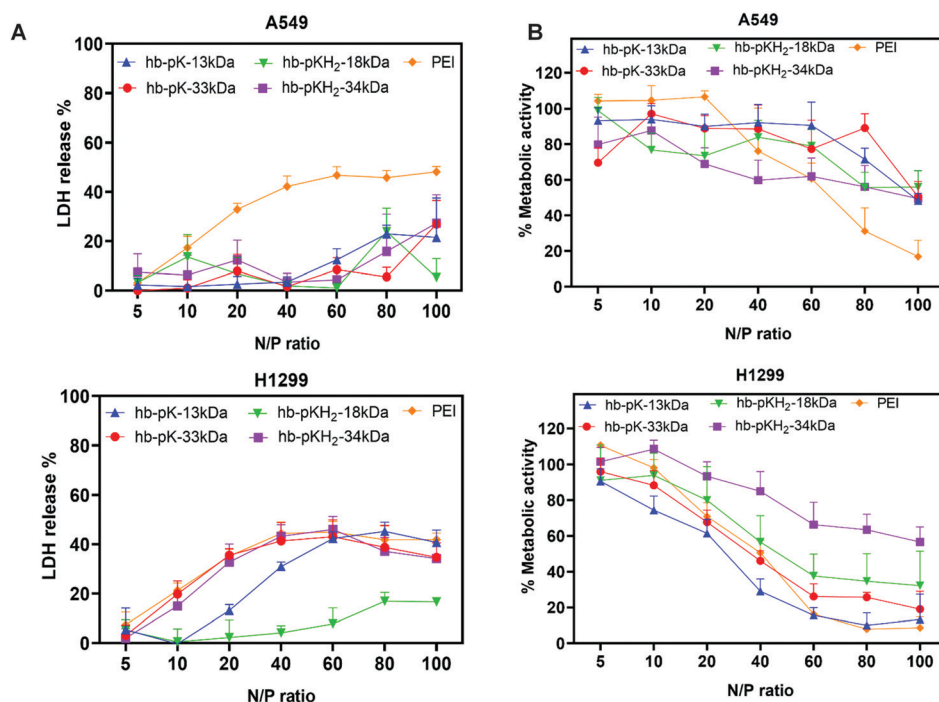 A
A549
LDH release %
100
80
60
40
20
0
hb-pK-13kDa
hb-pKH₂-18kDa
PEI
hb-pK-33kDa
hb-pKH₂-34kDa
5 10 20 40 60 80 100
N/P ratio
B
A549
% Metabolic activity
120
100
80
60
40
20
0
hb-pK-13kDa
hb-pKH₂-18kDa
PEI
hb-pK-33kDa
hb-pKH₂-34kDa
5 10 20 40 60 80 100
N/P ratio
H1299
LDH release %
100
80
60
40
20
0
hb-pK-13kDa
hb-pKH₂-18kDa
PEI
hb-pK-33kDa
hb-pKH₂-34kDa
5 10 20 40 60 80 100
N/P ratio
H1299
% Metabolic activity
120
100
80
60
40
20
0
hb-pK-13kDa
hb-pKH₂-18kDa
PEI
hb-pK-33kDa
hb-pKH₂-34kDa
5 10 20 40 60 80 100
N/P ratio